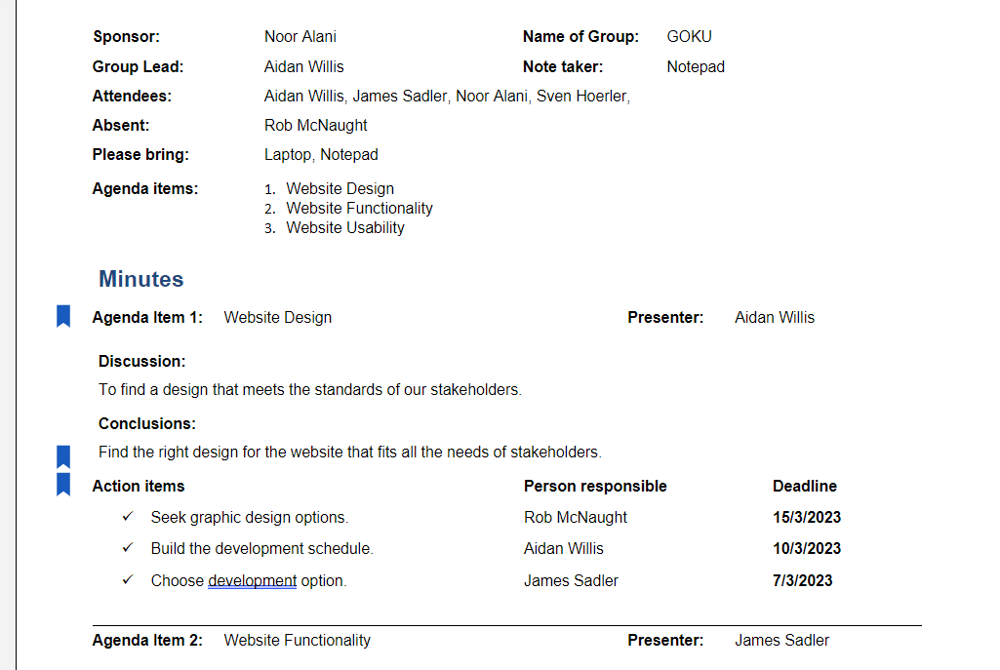 Sponsor: Noor Alani Name of Group: GOKU
Group Lead: Aidan Willis Note taker: Notepad
Attendees: Aidan Willis, James Sadler, Noor Alani, Sven Hoerler,
Absent: Rob McNaught
Please bring: Laptop, Notepad
Agenda items: 1. Website Design
2. Website Functionality
3. Website Usability
Minutes
Agenda Item 1: Website Design Presenter: Aidan Willis
Discussion:
To find a design that meets the standards of our stakeholders.
Conclusions:
Find the right design for the website that fits all the needs of stakeholders.
Action items Person responsible Deadline
✓ Seek graphic design options. Rob McNaught 15/3/2023
✓ Build the development schedule. Aidan Willis 10/3/2023
✓ Choose development option. James Sadler 7/3/2023
Agenda Item 2: Website Functionality Presenter: James Sadler